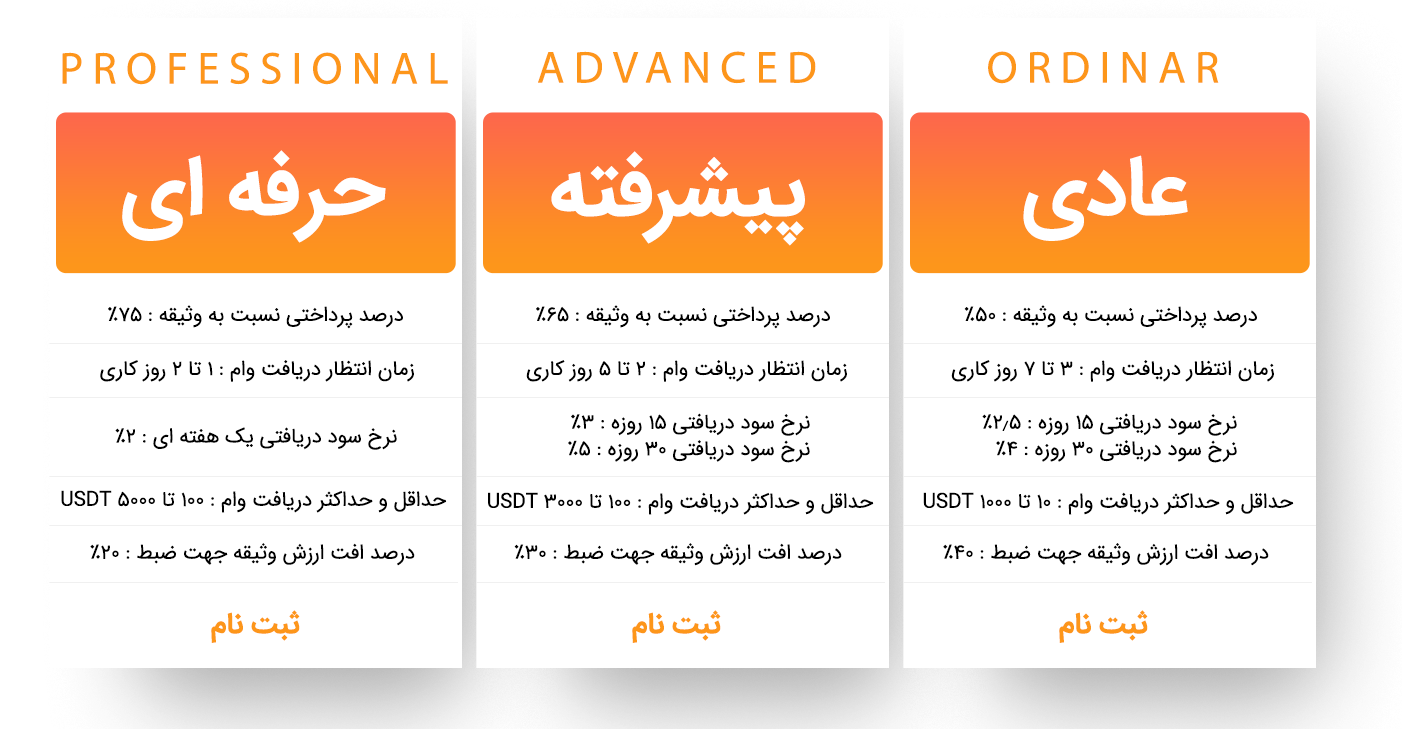 ORDINAR
عادی
درصد پرداختی نسبت به وثیقه : ۵۰٪
زمان انتظار دریافت وام : ۳ تا ۷ روز کاری
نرخ سود دریافتی ۱۵ روزه : ۲٫۵٪
نرخ سود دریافتی ۳۰ روزه : ۴٪
حداقل و حداکثر دریافت وام : ۱۰ تا ۱۰۰۰ USDT
درصد افت ارزش وثیقه جهت ضبط : ۴۰٪
ثبت نام
ADVANCED
پیشرفته
درصد پرداختی نسبت به وثیقه : ۶۵٪
زمان انتظار دریافت وام : ۲ تا ۵ روز کاری
نرخ سود دریافتی ۱۵ روزه : ۳٪
نرخ سود دریافتی ۳۰ روزه : ۵٪
حداقل و حداکثر دریافت وام : ۱۰۰ تا ۳۰۰۰ USDT
درصد افت ارزش وثیقه جهت ضبط : ۳۰٪
ثبت نام
PROFESSIONAL
حرفه ای
درصد پرداختی نسبت به وثیقه : ۷۵٪
زمان انتظار دریافت وام : ۱ تا ۲ روز کاری
نرخ سود دریافتی یک هفته ای : ۲٪
حداقل و حداکثر دریافت وام : ۱۰۰ تا ۵۰۰۰ USDT
درصد افت ارزش وثیقه جهت ضبط : ۲۰٪
ثبت نام